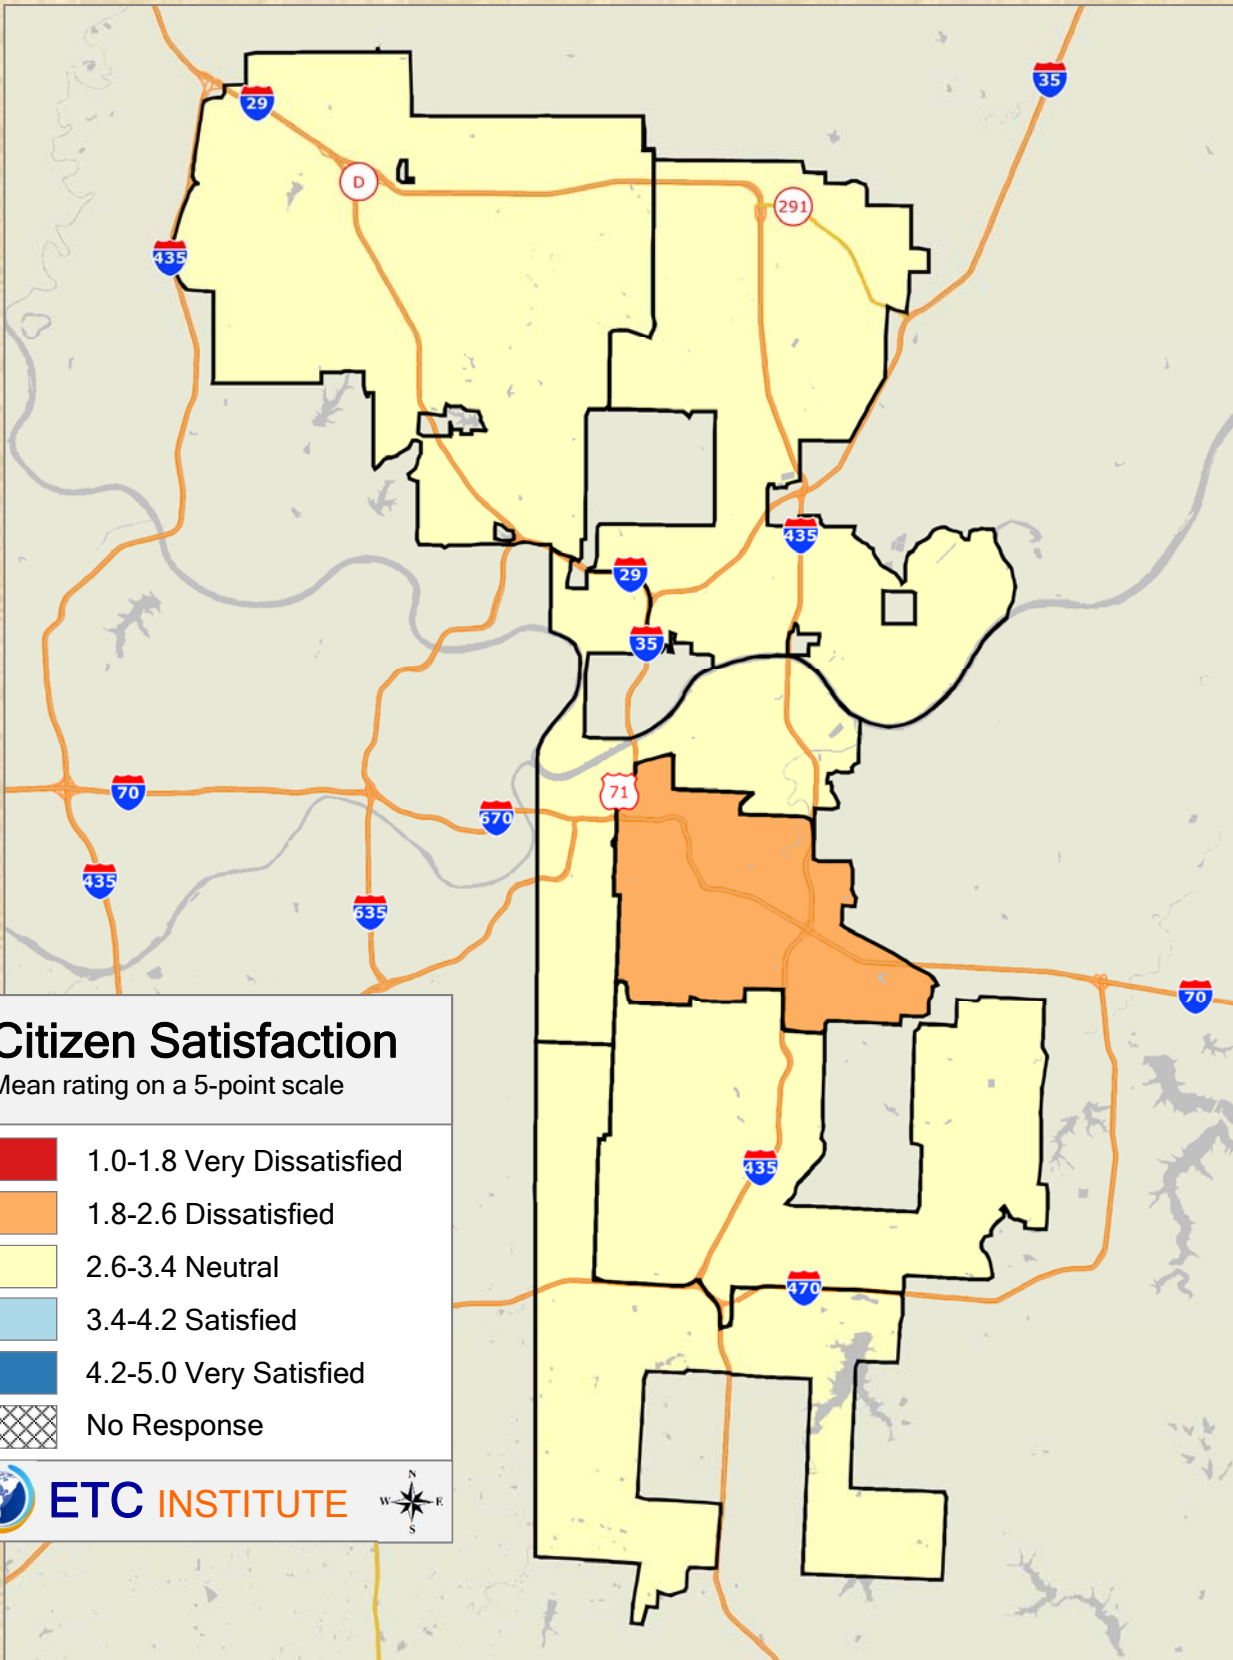 35
29
D
291
435
435
29
35
70
71
670
435
635
70
Citizen Satisfaction
Mean rating on a 5-point scale
1.0-1.8 Very Dissatisfied
435
1.8-2.6 Dissatisfied
2.6-3.4 Neutral
470
3.4-4.2 Satisfied
4.2-5.0 Very Satisfied
No Response
ETC INSTITUTE
N
W E
S